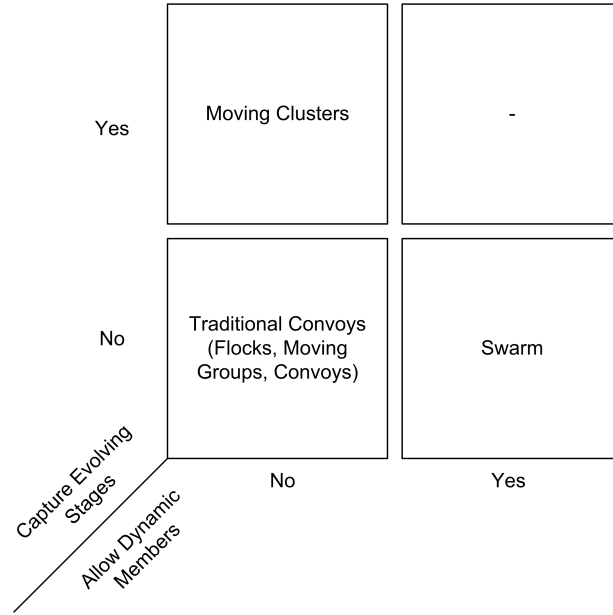 Yes
Moving Clusters
-
No
Traditional Convoys
(Flocks, Moving
Groups, Convoys)
Swarm
No
Yes
Capture Evolving
Stages
Allow Dynamic
Members